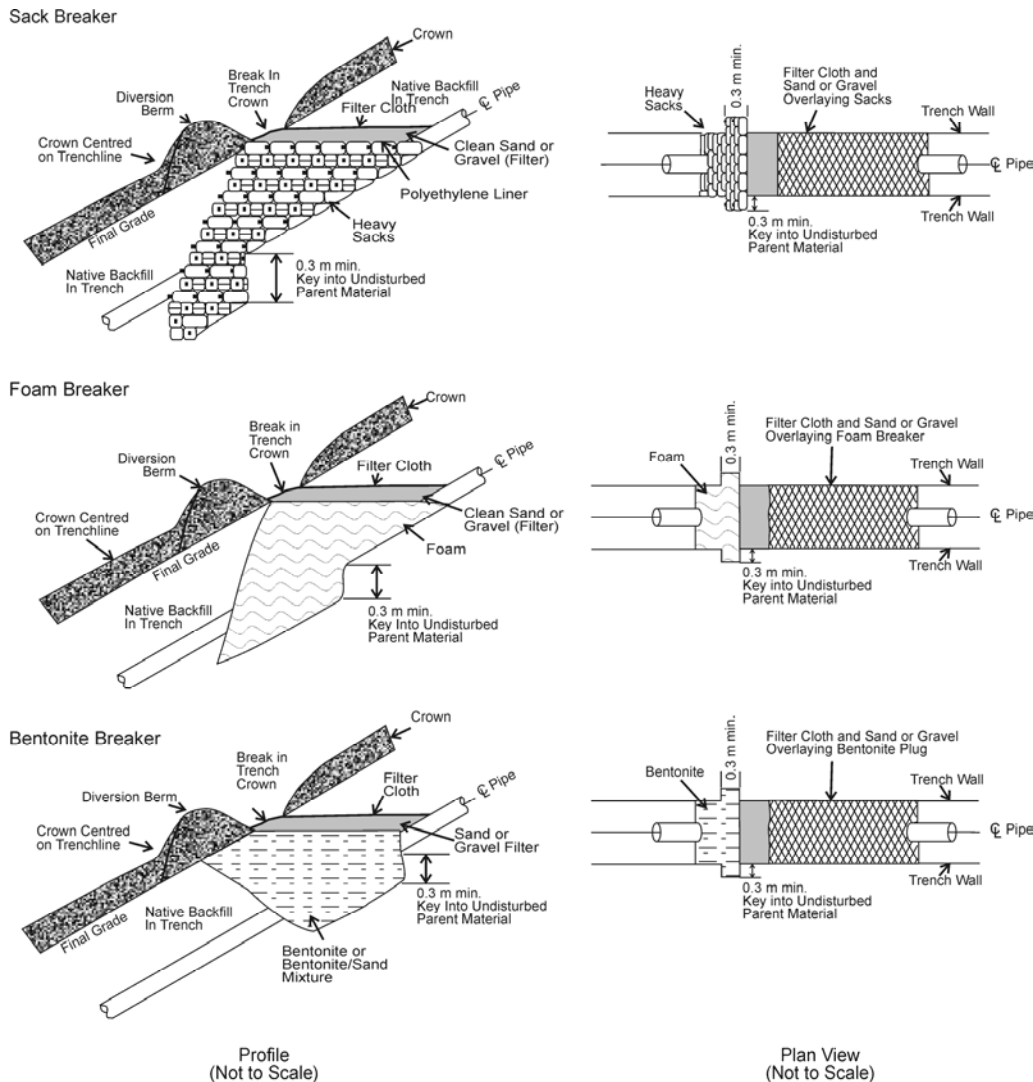 Sack Breaker
Crown
Break In
Trench
Crown
Native Backfill
In Trench
Filter Cloth
℄ Pipe
Diversion
Berm
Crown Centred
on Trenchline
Clean Sand or
Gravel (Filter)
Polyethylene Liner
Heavy
Sacks
Final Grade
Native Backfill
In Trench
0.3 m min.
Key into Undisturbed
Parent Material
Heavy
Sacks
0.3 m min.
Filter Cloth and
Sand or Gravel
Overlaying Sacks
Trench Wall
℄ Pipe
Trench Wall
0.3 m min.
Key into Undisturbed
Parent Material
Foam Breaker
Crown
Break in
Trench
Crown
Diversion
Berm
Filter Cloth
℄ Pipe
Crown Centred
on Trenchline
Clean Sand or
Gravel (Filter)
Foam
Final Grade
Native Backfill
In Trench
0.3 m min.
Key Into Undisturbed
Parent Material
Foam
0.3 m min.
Filter Cloth and Sand or Gravel
Overlaying Foam Breaker
Trench Wall
℄ Pipe
Trench Wall
0.3 m min.
Key into Undisturbed
Parent Material
Bentonite Breaker
Crown
Break in
Trench
Crown
Diversion Berm
Filter
Cloth
℄ Pipe
Crown Centred
on Trenchline
Sand or
Gravel Filter
Final Grade
Native Backfill
In Trench
0.3 m min.
Key Into Undisturbed
Parent Material
Bentonite or
Bentonite/Sand
Mixture
Bentonite
0.3 m min.
Filter Cloth and Sand or Gravel
Overlaying Bentonite Plug
Trench Wall
℄ Pipe
Trench Wall
0.3 m min.
Key Into Undisturbed
Parent Material
Profile
(Not to Scale)
Plan View
(Not to Scale)